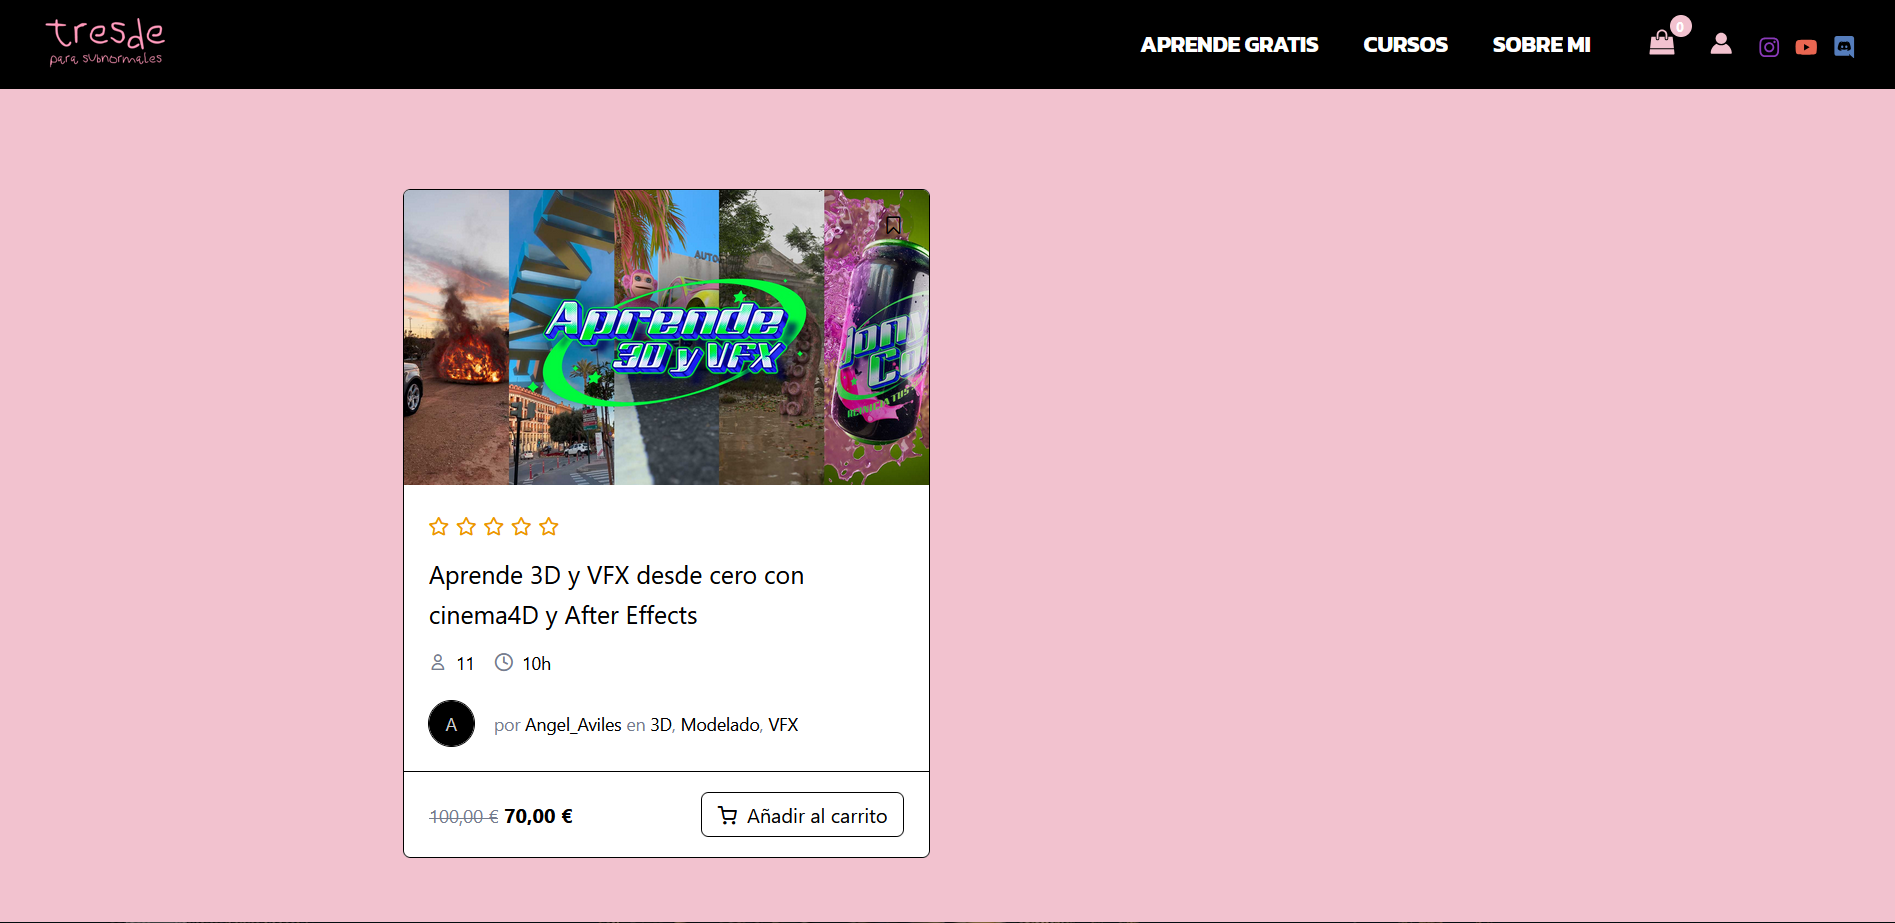 tresde
para subnormales
APRENDE GRATIS
CURSOS
SOBRE MI
0
AUTO
Aprende
3D y VFX
Aprende 3D y VFX desde cero con
cinema4D y After Effects
11
10h
A
por Angel_Aviles en 3D, Modelado, VFX
100,00 € 70,00 €
Añadir al carrito